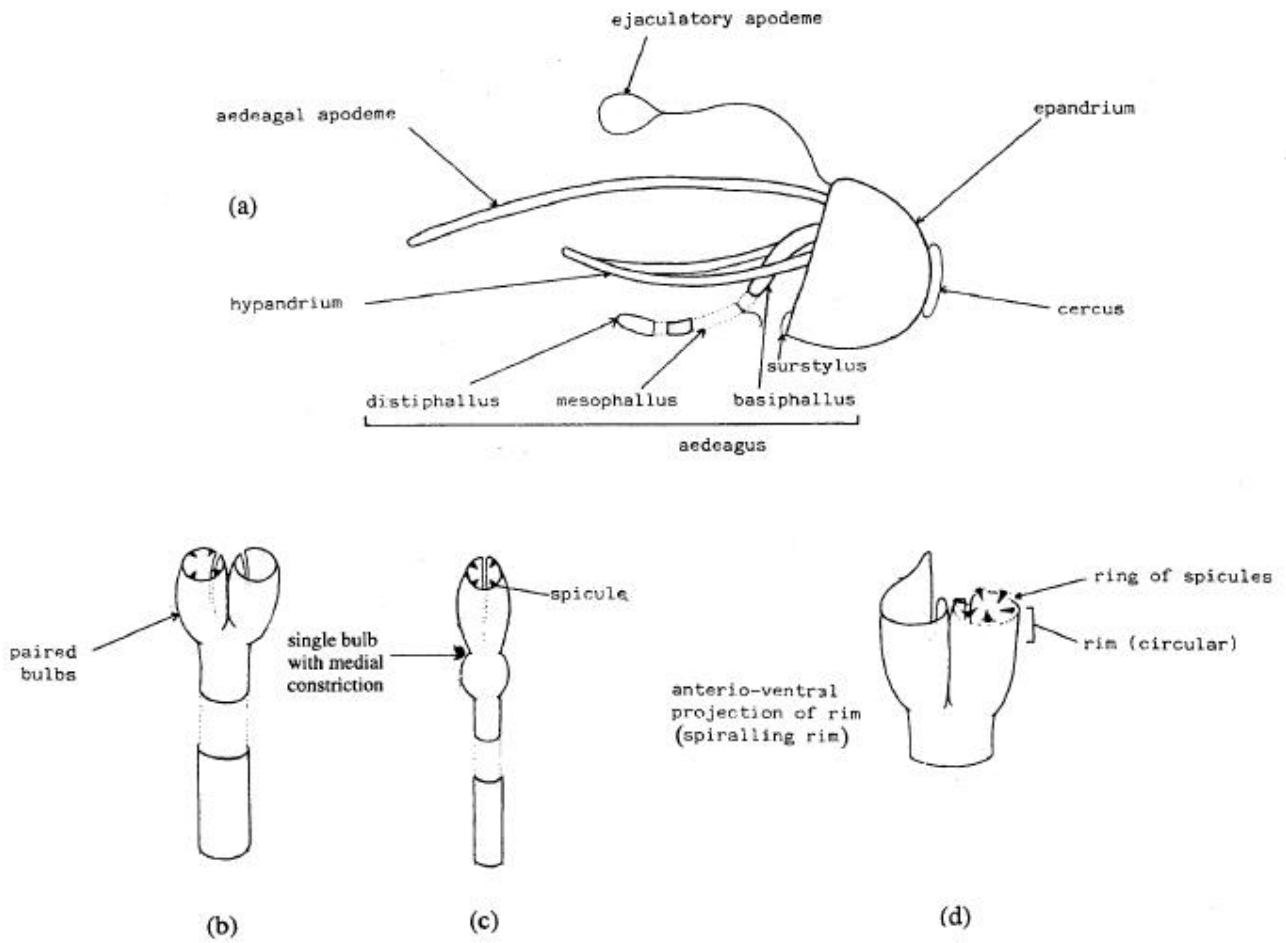 ejaculatory apodeme
aedeagal apodeme
epandrium
(a)
hypandrium
cercus
surstylus
distiphallus
mesophallus
basiphallus
aedeagus
paired
bulbs
single bulb
with medial
constriction
spicule
ring of spicules
rim (circular)
anterio-ventral
projection of rim
(spiralling rim)
(b)
(c)
(d)